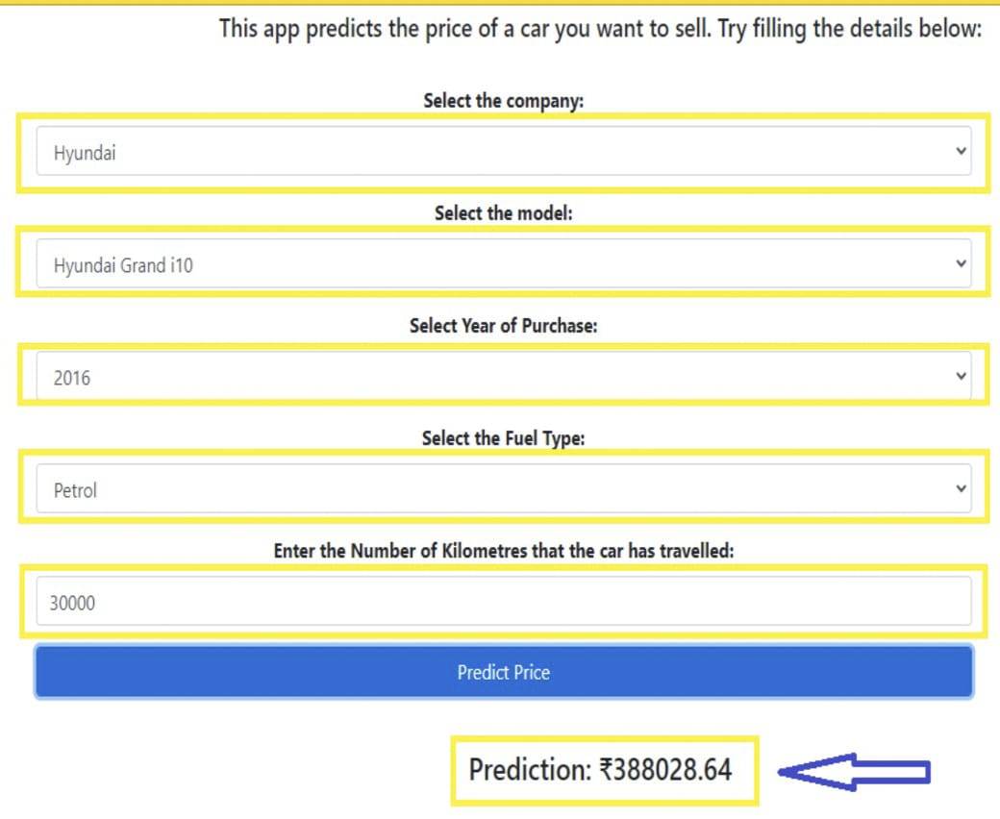 This app predicts the price of a car you want to sell. Try filling the details below:
Select the company:
Hyundai
Select the model:
Hyundai Grand i10
Select Year of Purchase:
2016
Select the Fuel Type:
Petrol
Enter the Number of Kilometres that the car has travelled:
30000
Predict Price
Prediction: ₹388028.64